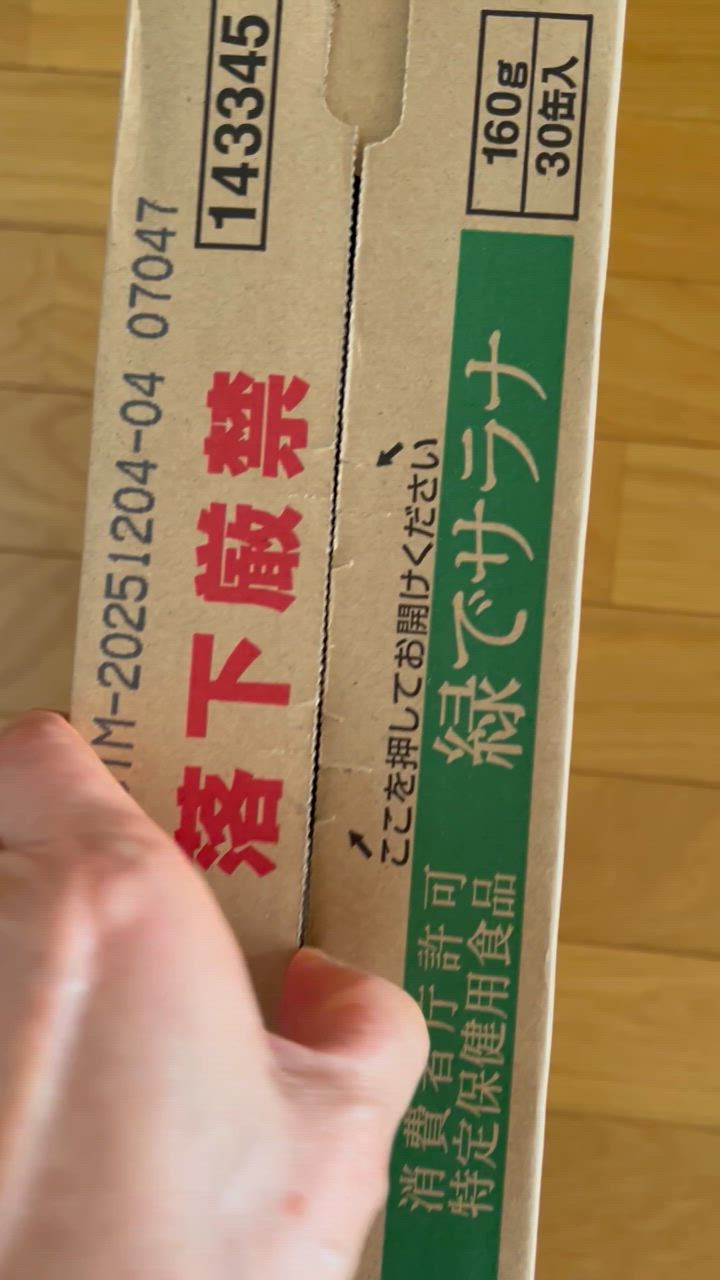 1M-20251204-04 07047
143345
落下厳禁
ここを押してお開けください
消費者庁許可
特定保健用食品
緑でサラナ
160g
30缶入